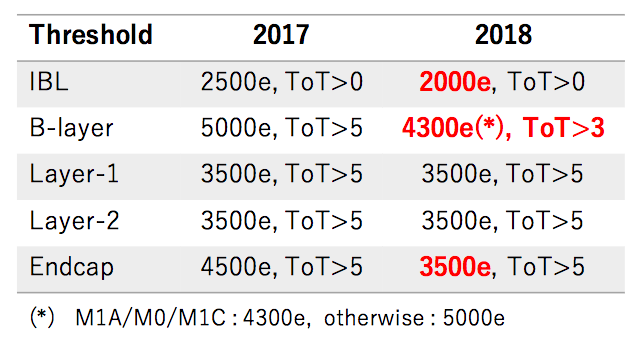 Threshold 2017 2018
IBL 2500e, ToT>0 2000e, ToT>0
B-layer 5000e, ToT>5 4300e(*), ToT>3
Layer-1 3500e, ToT>5 3500e, ToT>5
Layer-2 3500e, ToT>5 3500e, ToT>5
Endcap 4500e, ToT>5 3500e, ToT>5
(*) M1A/M0/M1C : 4300e, otherwise : 5000e